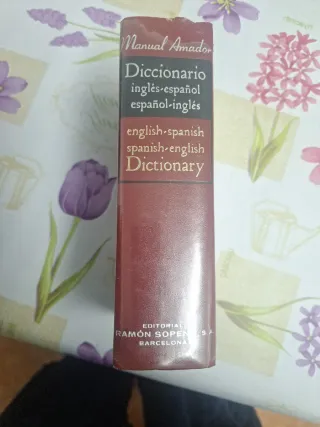 Manual Amador
Diccionario
inglés-español
español-inglés
english-spanish
spanish-english
Dictionary
EDITORIAL
RAMÓN SOPENA, S.A.
BARCELONA